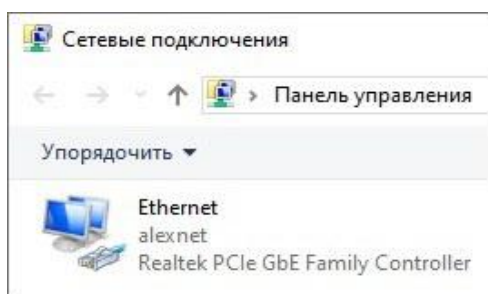 Сетевые подключения
Панель управления
Упорядочить
Ethernet
alexnet
Realtek PCIe GbE Family Controller